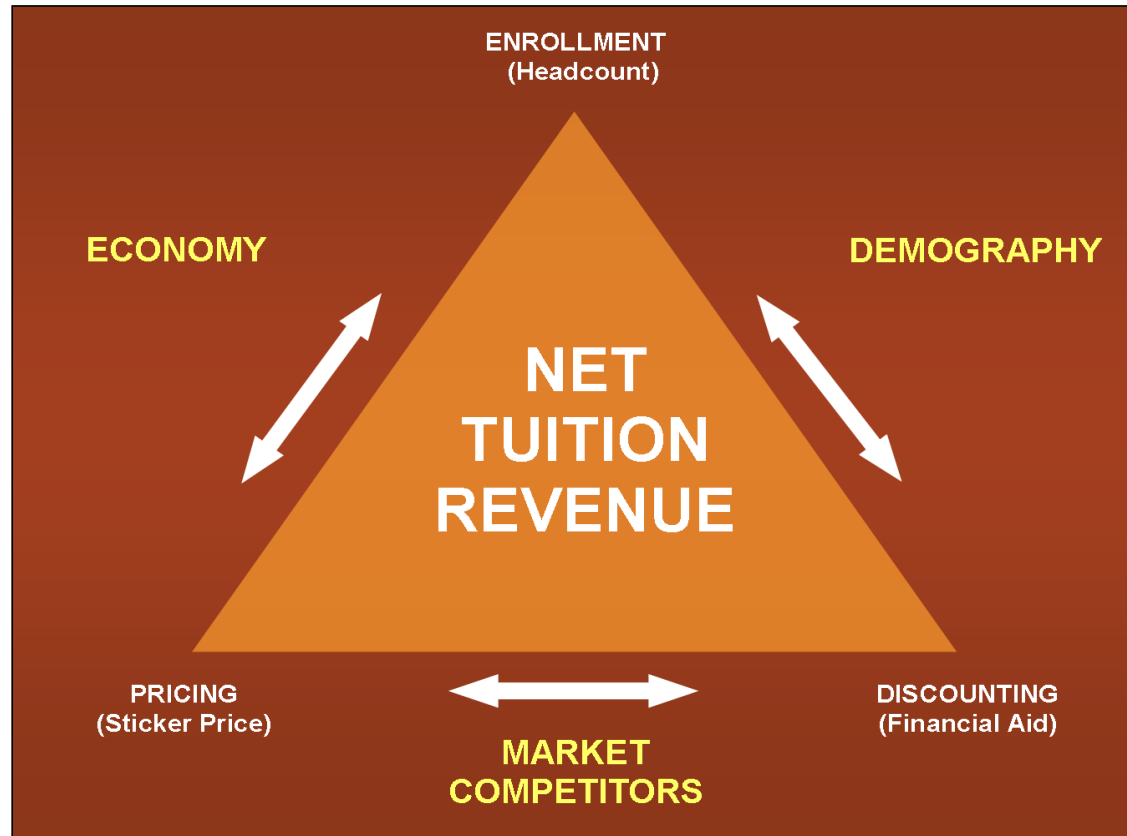 ENROLLMENT
(Headcount)
ECONOMY
DEMOGRAPHY
NET
TUITION
REVENUE
PRICING
(Sticker Price)
DISCOUNTING
(Financial Aid)
MARKET
COMPETITORS